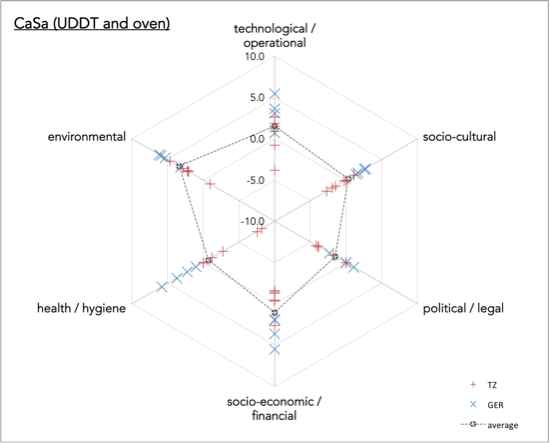 CaSa (UDDT and oven)
technological /
operational
10.0
5.0
0.0
-5.0
-10.0
environmental
socio-cultural
health / hygiene
political / legal
socio-economic /
financial
TZ
GER
average